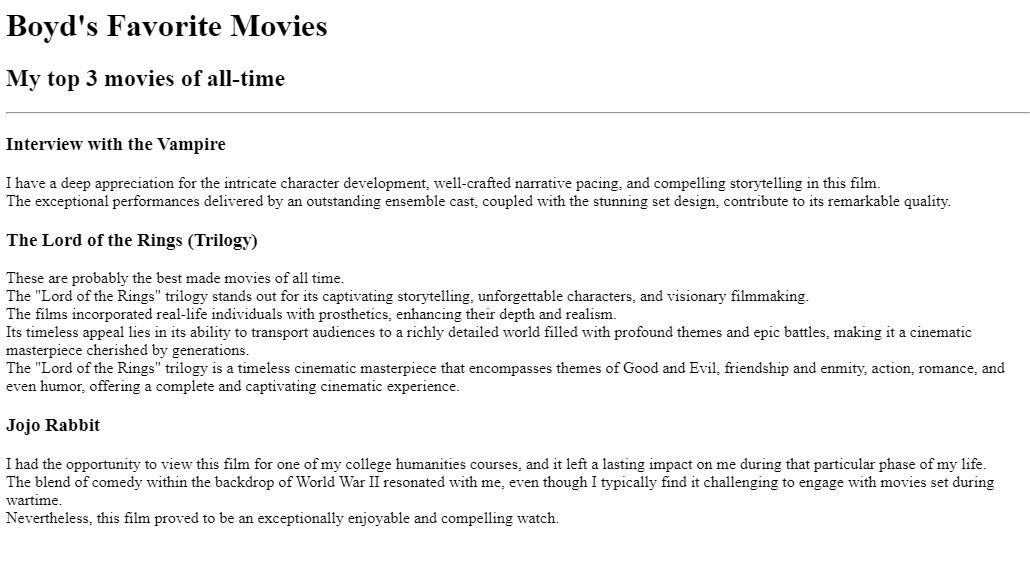 Boyd's Favorite Movies
My top 3 movies of all-time
Interview with the Vampire
I have a deep appreciation for the intricate character development, well-crafted narrative pacing, and compelling storytelling in this film.
The exceptional performances delivered by an outstanding ensemble cast, coupled with the stunning set design, contribute to its remarkable quality.
The Lord of the Rings (Trilogy)
These are probably the best made movies of all time.
The "Lord of the Rings" trilogy stands out for its captivating storytelling, unforgettable characters, and visionary filmmaking.
The films incorporated real-life individuals with prosthetics, enhancing their depth and realism.
Its timeless appeal lies in its ability to transport audiences to a richly detailed world filled with profound themes and epic battles, making it a cinematic
masterpiece cherished by generations.
The "Lord of the Rings" trilogy is a timeless cinematic masterpiece that encompasses themes of Good and Evil, friendship and enmity, action, romance, and
even humor, offering a complete and captivating cinematic experience.
Jojo Rabbit
I had the opportunity to view this film for one of my college humanities courses, and it left a lasting impact on me during that particular phase of my life.
The blend of comedy within the backdrop of World War II resonated with me, even though I typically find it challenging to engage with movies set during
wartime.
Nevertheless, this film proved to be an exceptionally enjoyable and compelling watch.